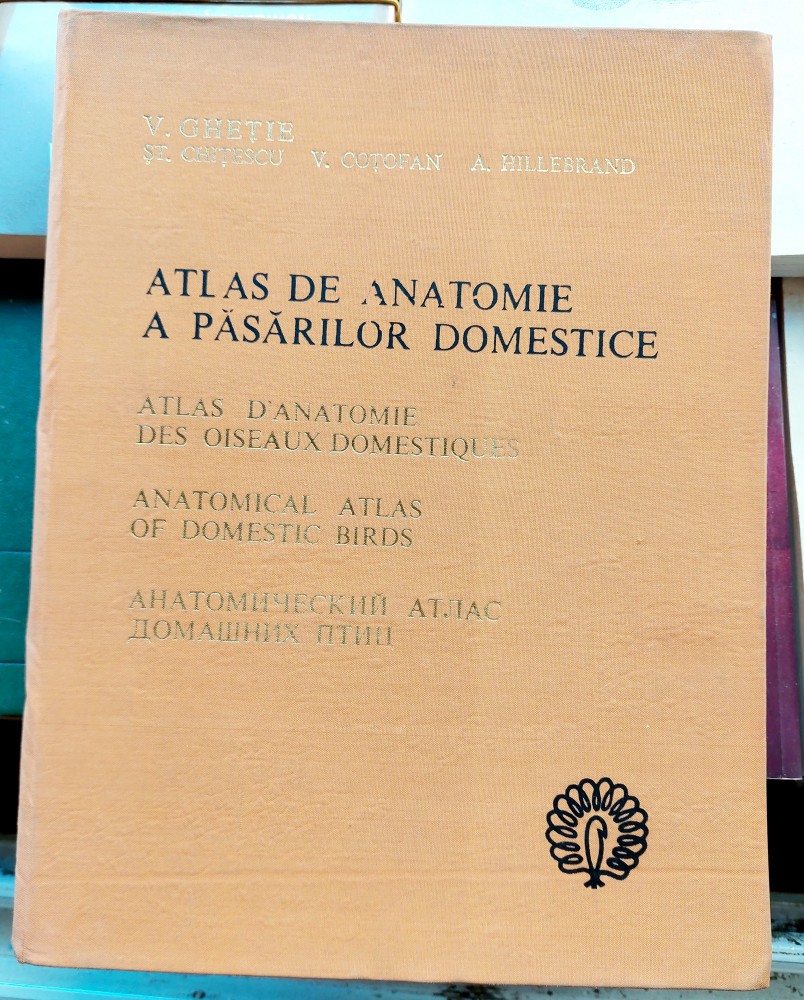 V. GHEȚIE
ȘT. CHIȚESCU V. COȚOFAN A. HILLEBRAND
ATLAS DE ANATOMIE
A PĂSĂRILOR DOMESTICE
ATLAS D'ANATOMIE
DES OISEAUX DOMESTIQUES
ANATOMICAL ATLAS
OF DOMESTIC BIRDS
АНАТОМИЧЕСКИЙ АТЛАС
ДОМАШНИХ ПТИЦ